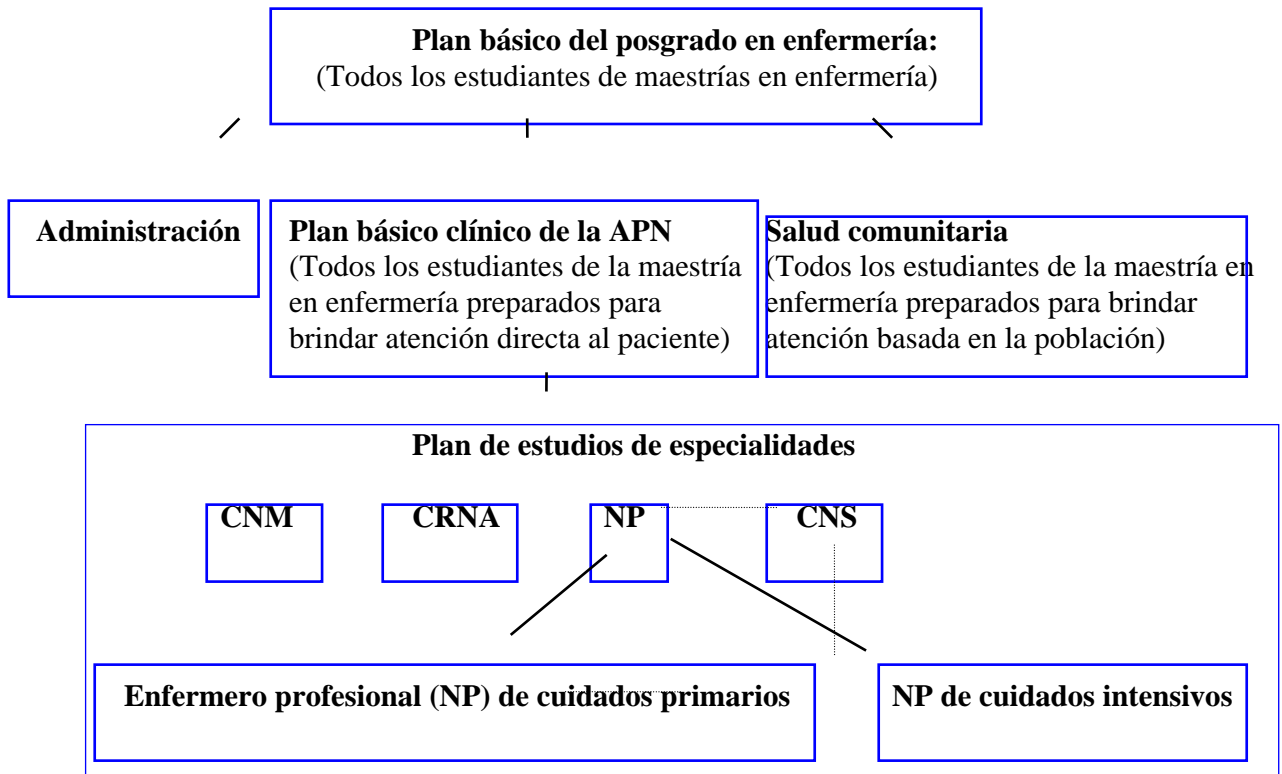 Plan básico del posgrado en enfermería:
(Todos los estudiantes de maestrías en enfermería)
Administración
Plan básico clínico de la APN
(Todos los estudiantes de la maestría
en enfermería preparados para
brindar atención directa al paciente)
Salud comunitaria
(Todos los estudiantes de la maestría en
enfermería preparados para brindar
atención basada en la población)
Plan de estudios de especialidades
CNM
CRNA
NP
CNS
Enfermero profesional (NP) de cuidados primarios
NP de cuidados intensivos